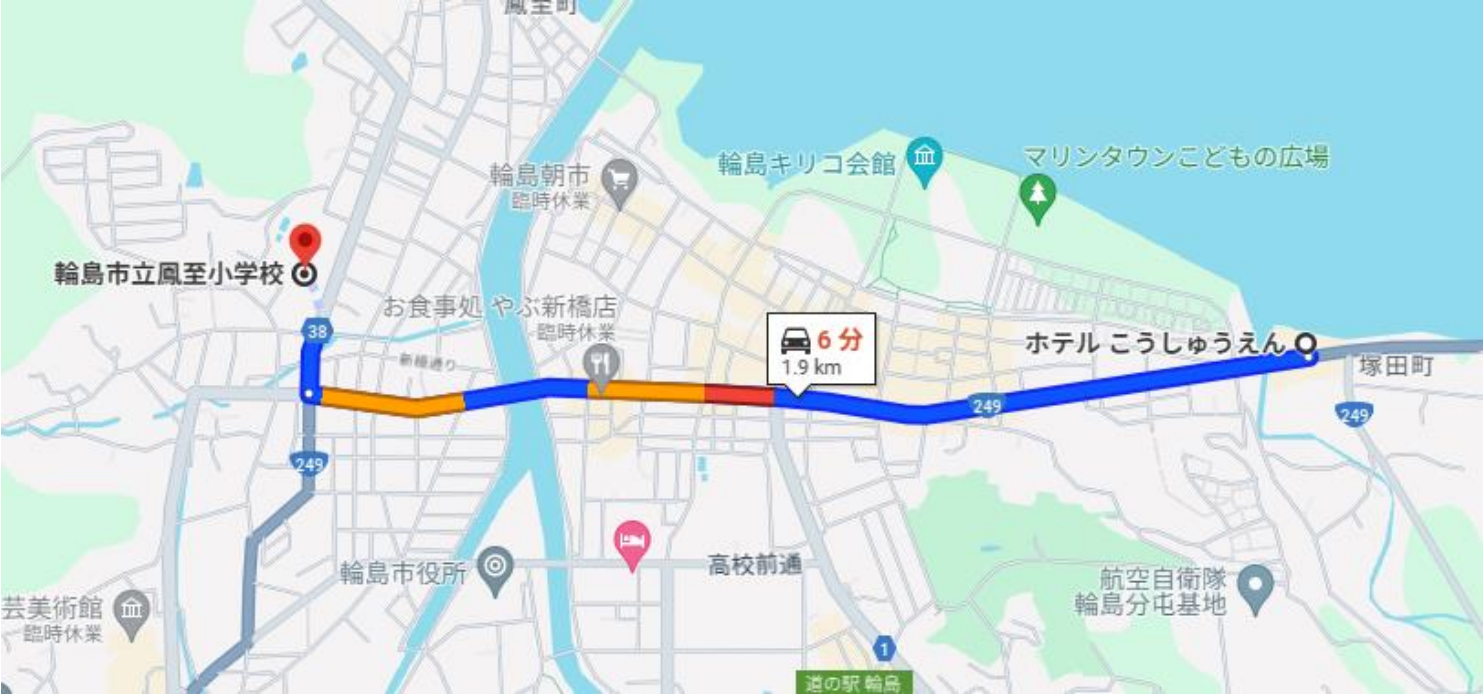 鳳至町
輪島朝市
臨時休業
輪島キリコ会館
マリンタウンこどもの広場
輪島市立鳳至小学校
38
お食事処 やぶ新橋店
臨時休業
新橋通り
6 分
1.9 km
ホテル こうしゅうえん
塚田町
249
249
249
輪島市役所
高校前通
航空自衛隊
輪島分屯基地
芸美術館
臨時休業
1
道の駅 輪島